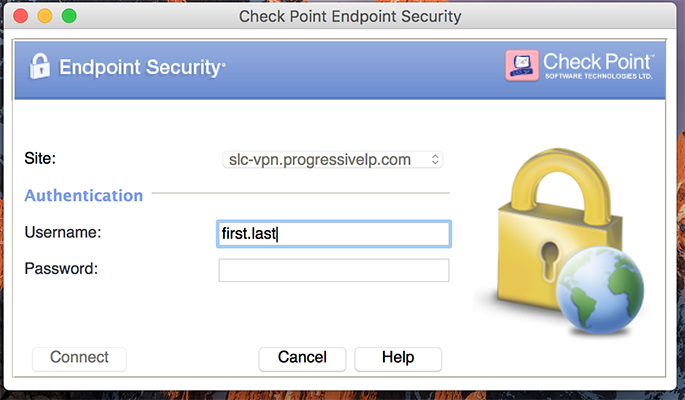 Check Point Endpoint Security
Endpoint Security®
Check Point™
SOFTWARE TECHNOLOGIES LTD.
Site:
slc-vpn.progressivelp.com
Authentication
Username:
first.last
Password:
Connect
Cancel
Help